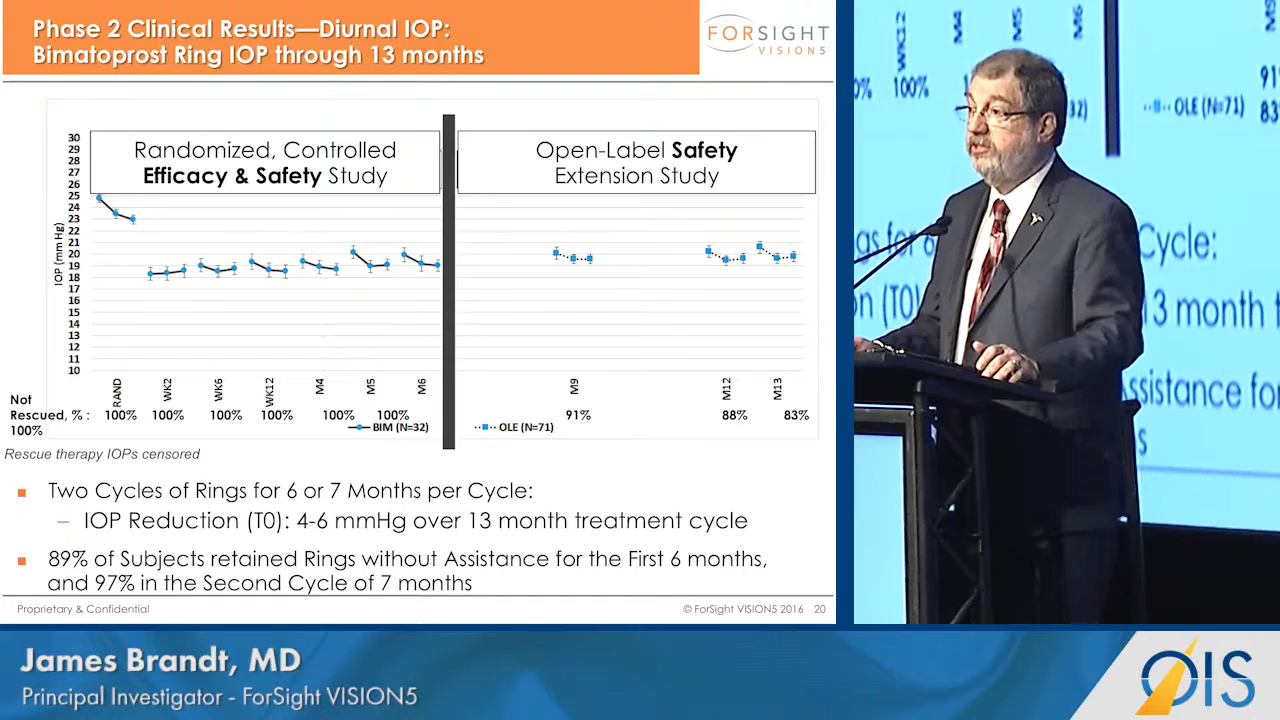 Phase 2 Clinical Results—Diurnal IOP:
Bimatoprost Ring IOP through 13 months
FORSIGHT
VISION5
Randomized, Controlled
Efficacy & Safety Study
Open-Label Safety
Extension Study
IOP (mm Hg)
30
29
28
27
26
25
24
23
22
21
20
19
18
17
16
15
14
13
12
11
10
RAND WK2 WK6 WK12 M4 M5 M6 M9 M12 M13
Not
Rescued, % : 100% 100% 100% 100% 100% 100% 91% 88% 83%
100%
BIM (N=32) OLE (N=71)
Rescue therapy IOPs censored
Two Cycles of Rings for 6 or 7 Months per Cycle:
– IOP Reduction (T0): 4-6 mmHg over 13 month treatment cycle
89% of Subjects retained Rings without Assistance for the First 6 months,
and 97% in the Second Cycle of 7 months
Proprietary & Confidential © ForSight VISION5 2016 20
WK12 M4 M5 M6
100%
OLE (N=71)
Cycle:
13 month
James Brandt, MD
Principal Investigator - ForSight VISION5
OIS